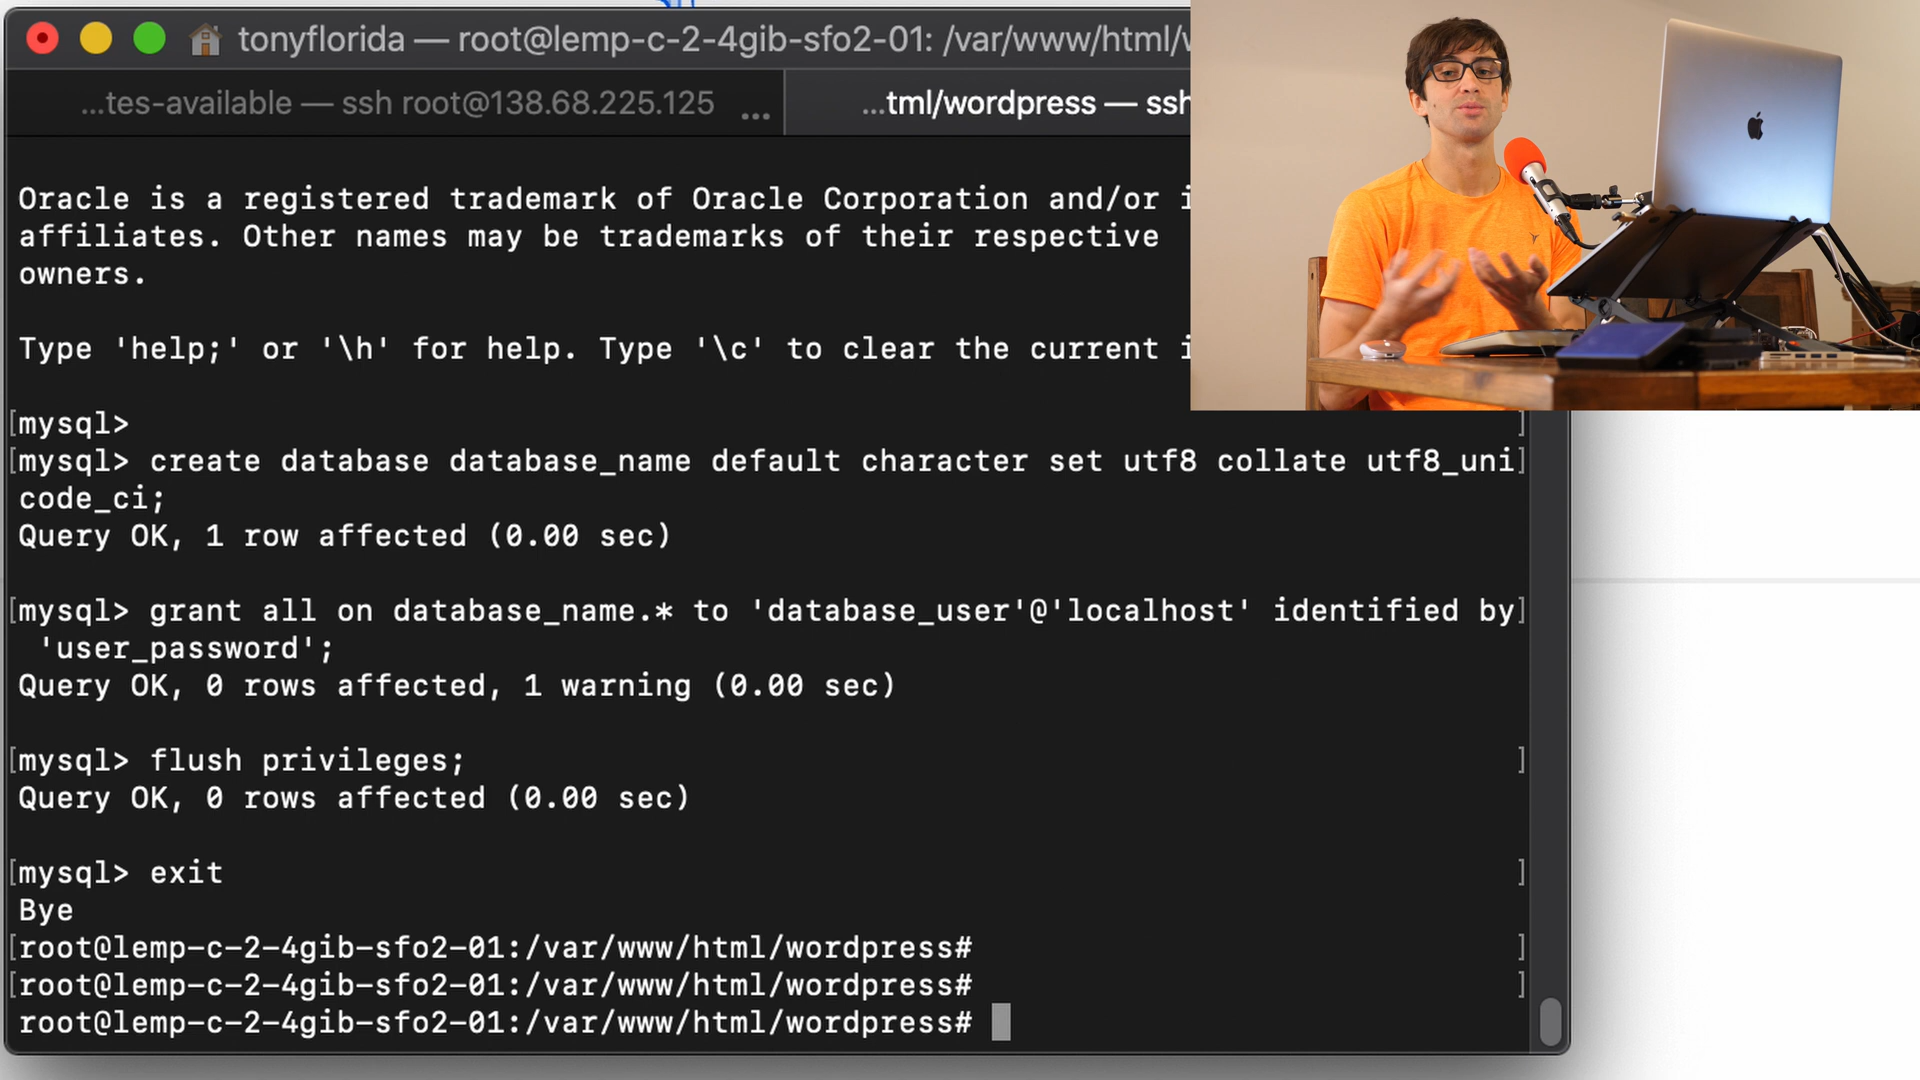 tonyflorida — root@lemp-c-2-4gib-sfo2-01: /var/www/html/
...tes-available — ssh root@138.68.225.125 ...
...tml/wordpress — ssh
Oracle is a registered trademark of Oracle Corporation and/or i
affiliates. Other names may be trademarks of their respective
owners.
Type 'help;' or '\h' for help. Type '\c' to clear the current i
[mysql> ]
[mysql> create database database_name default character set utf8 collate utf8_uni]
code_ci;
Query OK, 1 row affected (0.00 sec)
[mysql> grant all on database_name.* to 'database_user'@'localhost' identified by]
'user_password';
Query OK, 0 rows affected, 1 warning (0.00 sec)
[mysql> flush privileges; ]
Query OK, 0 rows affected (0.00 sec)
[mysql> exit ]
Bye
[root@lemp-c-2-4gib-sfo2-01:/var/www/html/wordpress# ]
[root@lemp-c-2-4gib-sfo2-01:/var/www/html/wordpress# ]
root@lemp-c-2-4gib-sfo2-01:/var/www/html/wordpress#